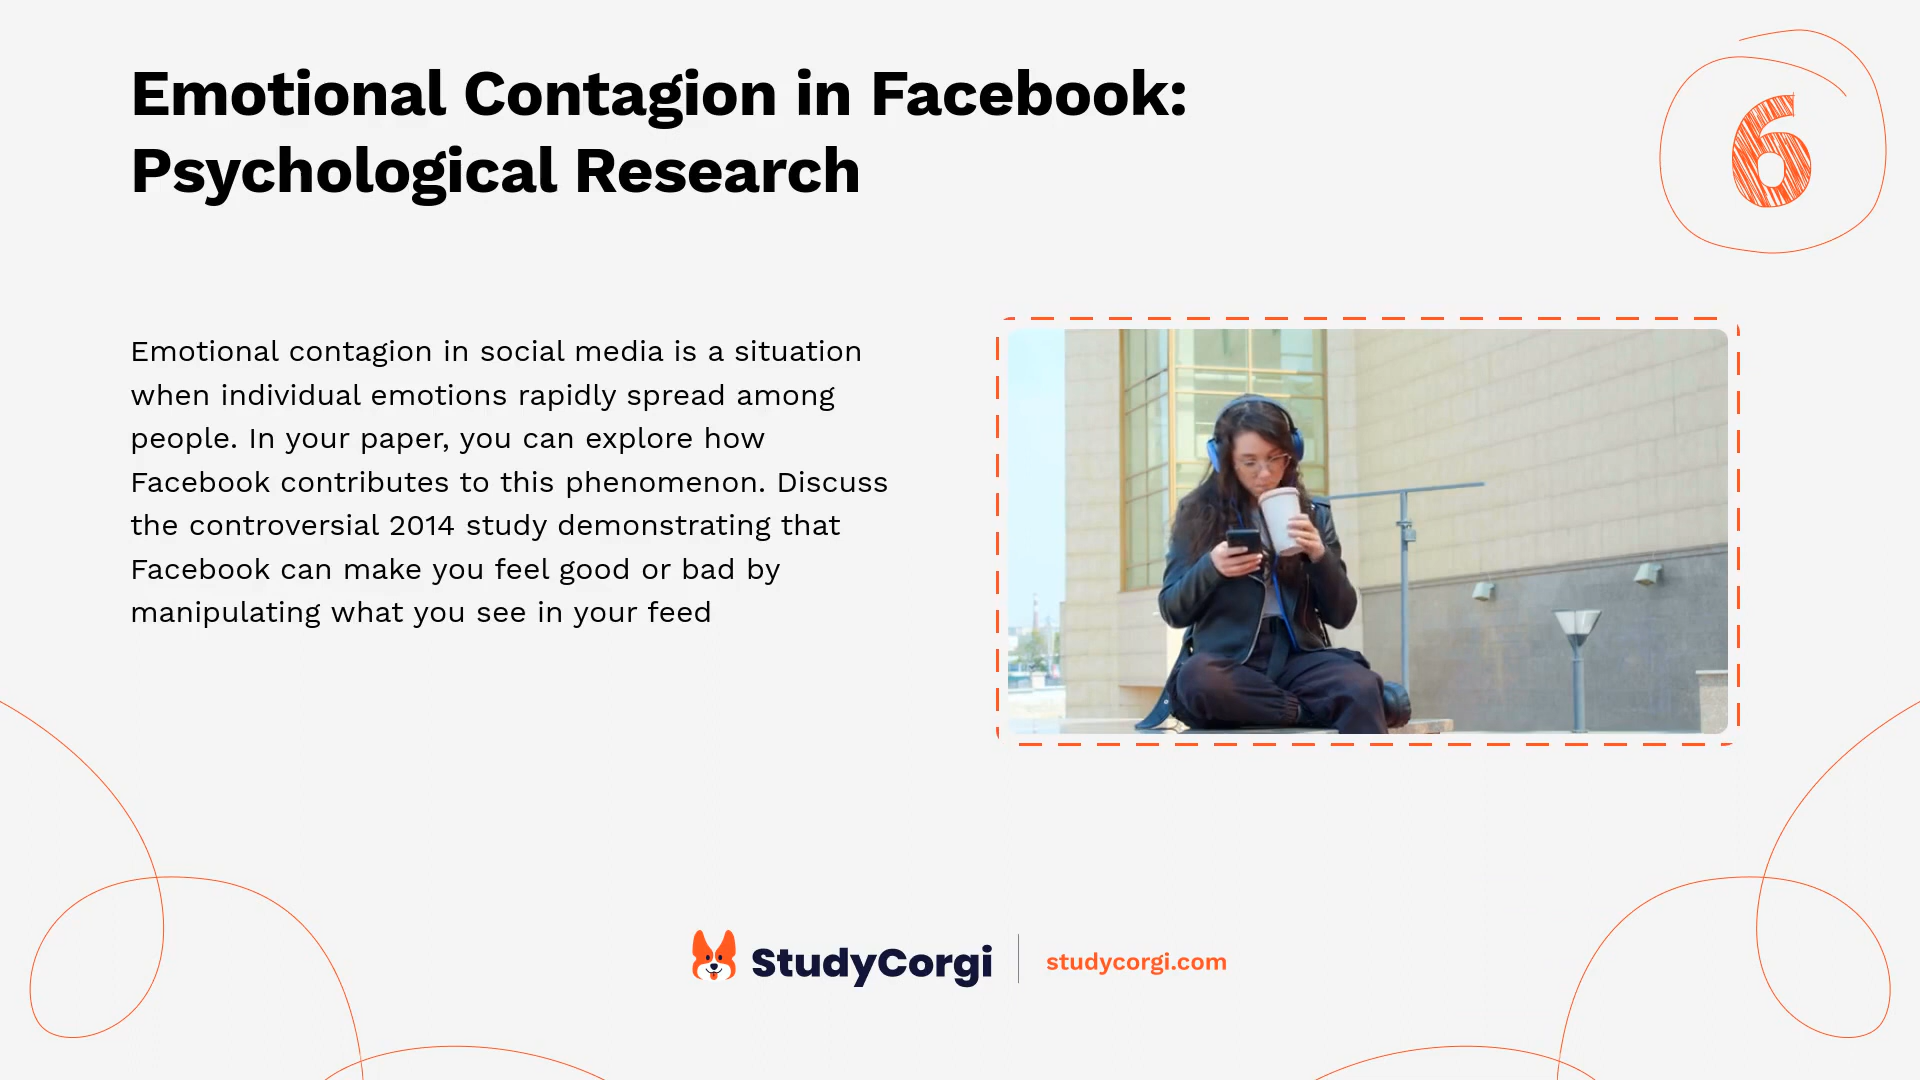 Emotional Contagion in Facebook:
Psychological Research
6
Emotional contagion in social media is a situation
when individual emotions rapidly spread among
people. In your paper, you can explore how
Facebook contributes to this phenomenon. Discuss
the controversial 2014 study demonstrating that
Facebook can make you feel good or bad by
manipulating what you see in your feed
StudyCorgi
studycorgi.com